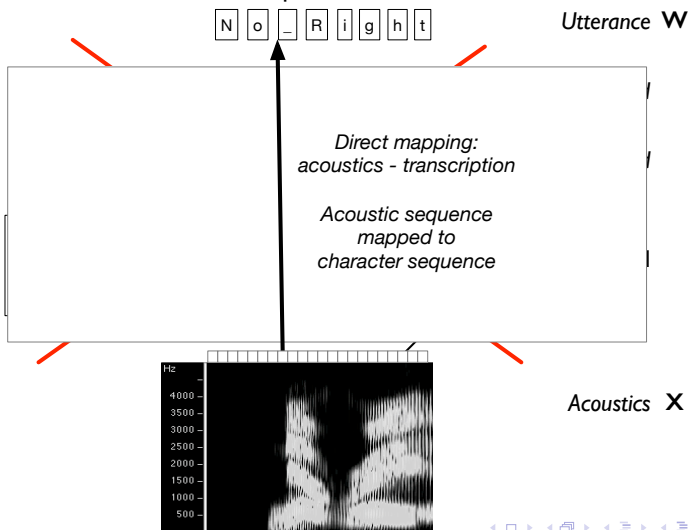 N o _ R i g h t
Utterance W
Direct mapping:
acoustics - transcription
Acoustic sequence
mapped to
character sequence
Hz
4000
3500
3000
2500
2000
1500
1000
500
Acoustics X